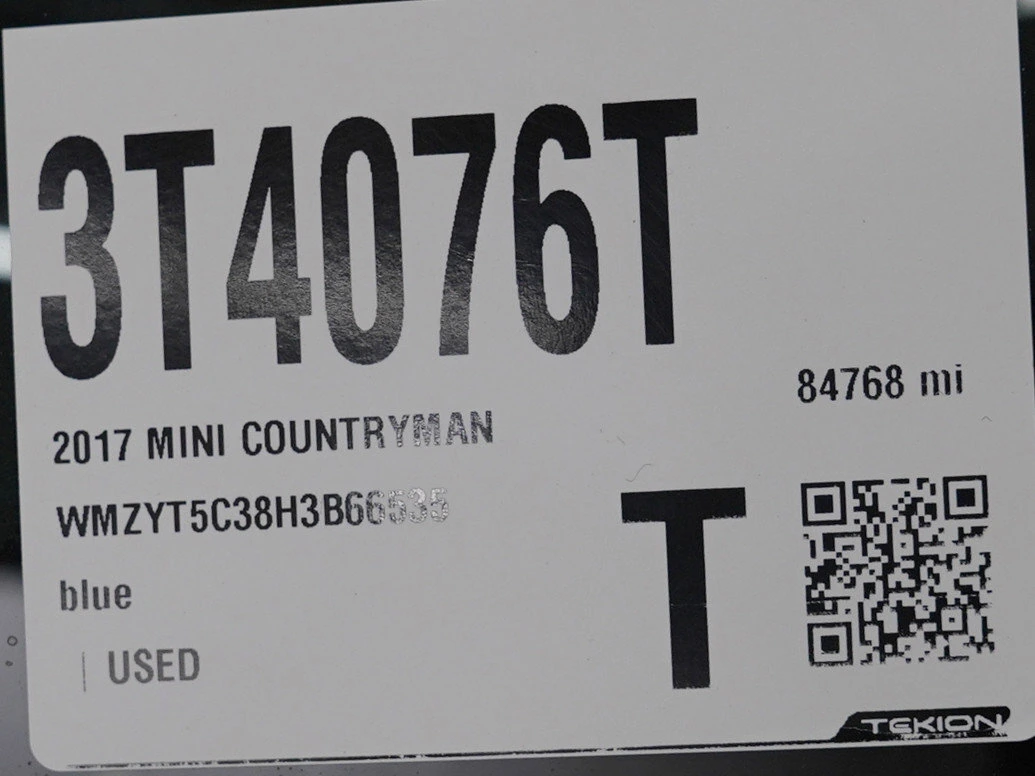 3T4076T
84768 mi
2017 MINI COUNTRYMAN
WMZYT5C38H3B66535
T
blue
USED
TEKION